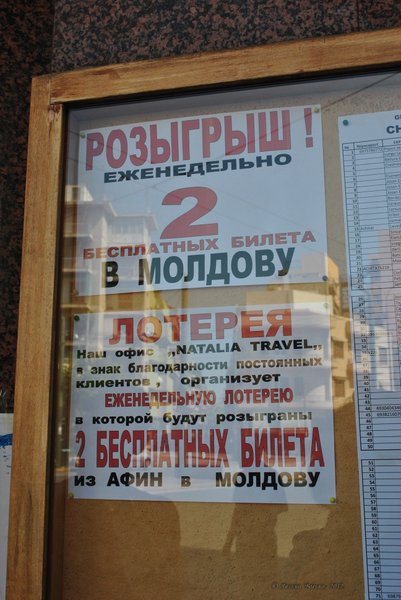 РОЗЫГРЫШ !
ЕЖЕНЕДЕЛЬНО
2
БЕСПЛАТНЫХ БИЛЕТА
В МОЛДОВУ
ЛОТЕРЕЯ
Наш офис „NATALIA TRAVEL„
в знак благодарности постоянных
клиентов , организует
ЕЖЕНЕДЕЛЬНУЮ ЛОТЕРЕЮ
в которой будут розыграны
2 БЕСПЛАТНЫХ БИЛЕТА
из АФИН в МОЛДОВУ